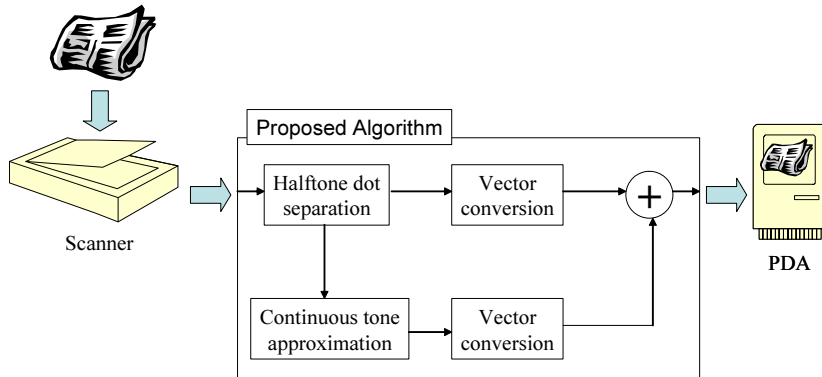 Proposed Algorithm
Halftone dot
separation
Vector
conversion
+
Scanner
PDA
Continuous tone
approximation
Vector
conversion